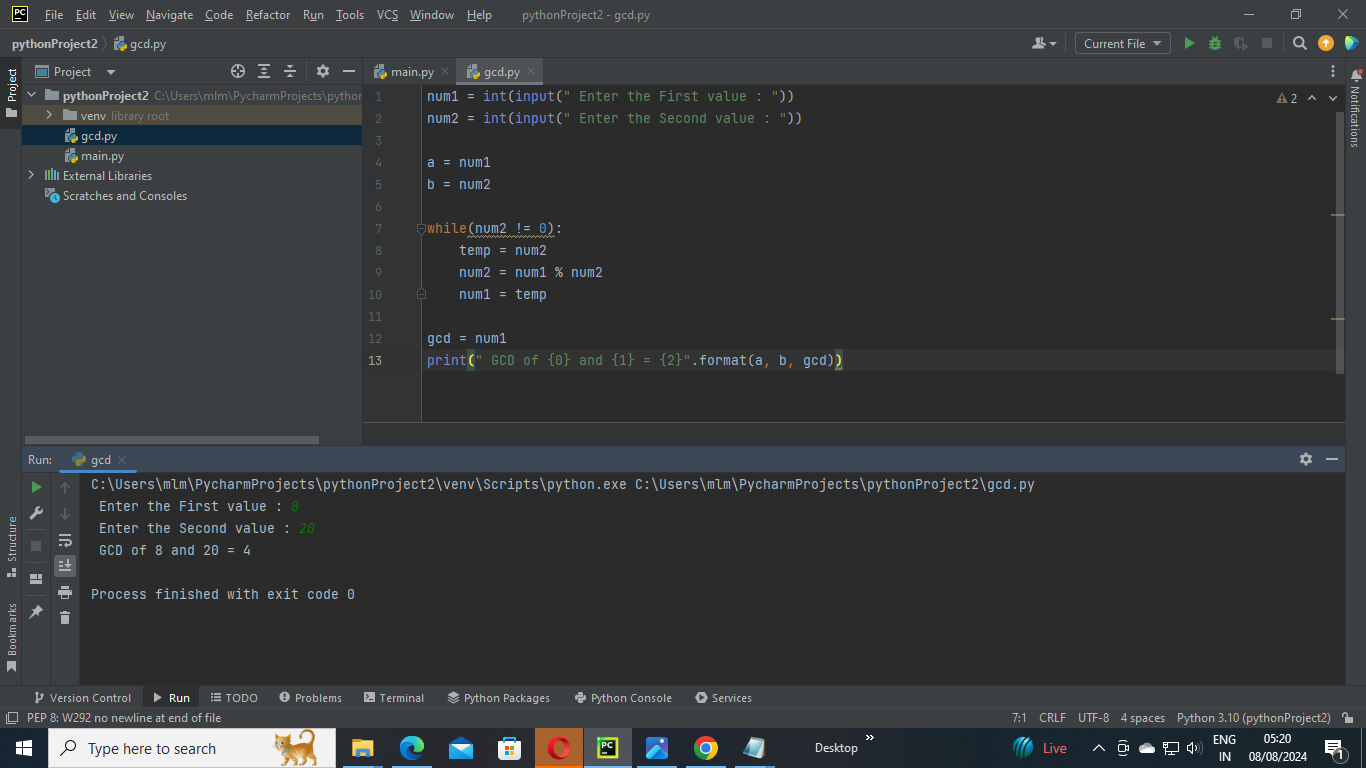 PC File Edit View Navigate Code Refactor Run Tools VCS Window Help pythonProject2 - gcd.py
pythonProject2 gcd.py Current File
Project
Project
main.py gcd.py
pythonProject2 C:\Users\mlm\PycharmProjects\python
venv library root
gcd.py
main.py
External Libraries
Scratches and Consoles
1 num1 = int(input(" Enter the First value : "))
2 num2 = int(input(" Enter the Second value : "))
3
4 a = num1
5 b = num2
6
7 while(num2 != 0):
8     temp = num2
9     num2 = num1 % num2
10     num1 = temp
11
12 gcd = num1
13 print(" GCD of {0} and {1} = {2}".format(a, b, gcd))
2
Notifications
Run: gcd
C:\Users\mlm\PycharmProjects\pythonProject2\venv\Scripts\python.exe C:\Users\mlm\PycharmProjects\pythonProject2\gcd.py
Enter the First value : 8
Enter the Second value : 20
GCD of 8 and 20 = 4
Process finished with exit code 0
Structure
Bookmarks
Version Control Run TODO Problems Terminal Python Packages Python Console Services
PEP 8: W292 no newline at end of file 7:1 CRLF UTF-8 4 spaces Python 3.10 (pythonProject2)
Type here to search PC Desktop » Live ENG 05:20
IN 08/08/2024 1